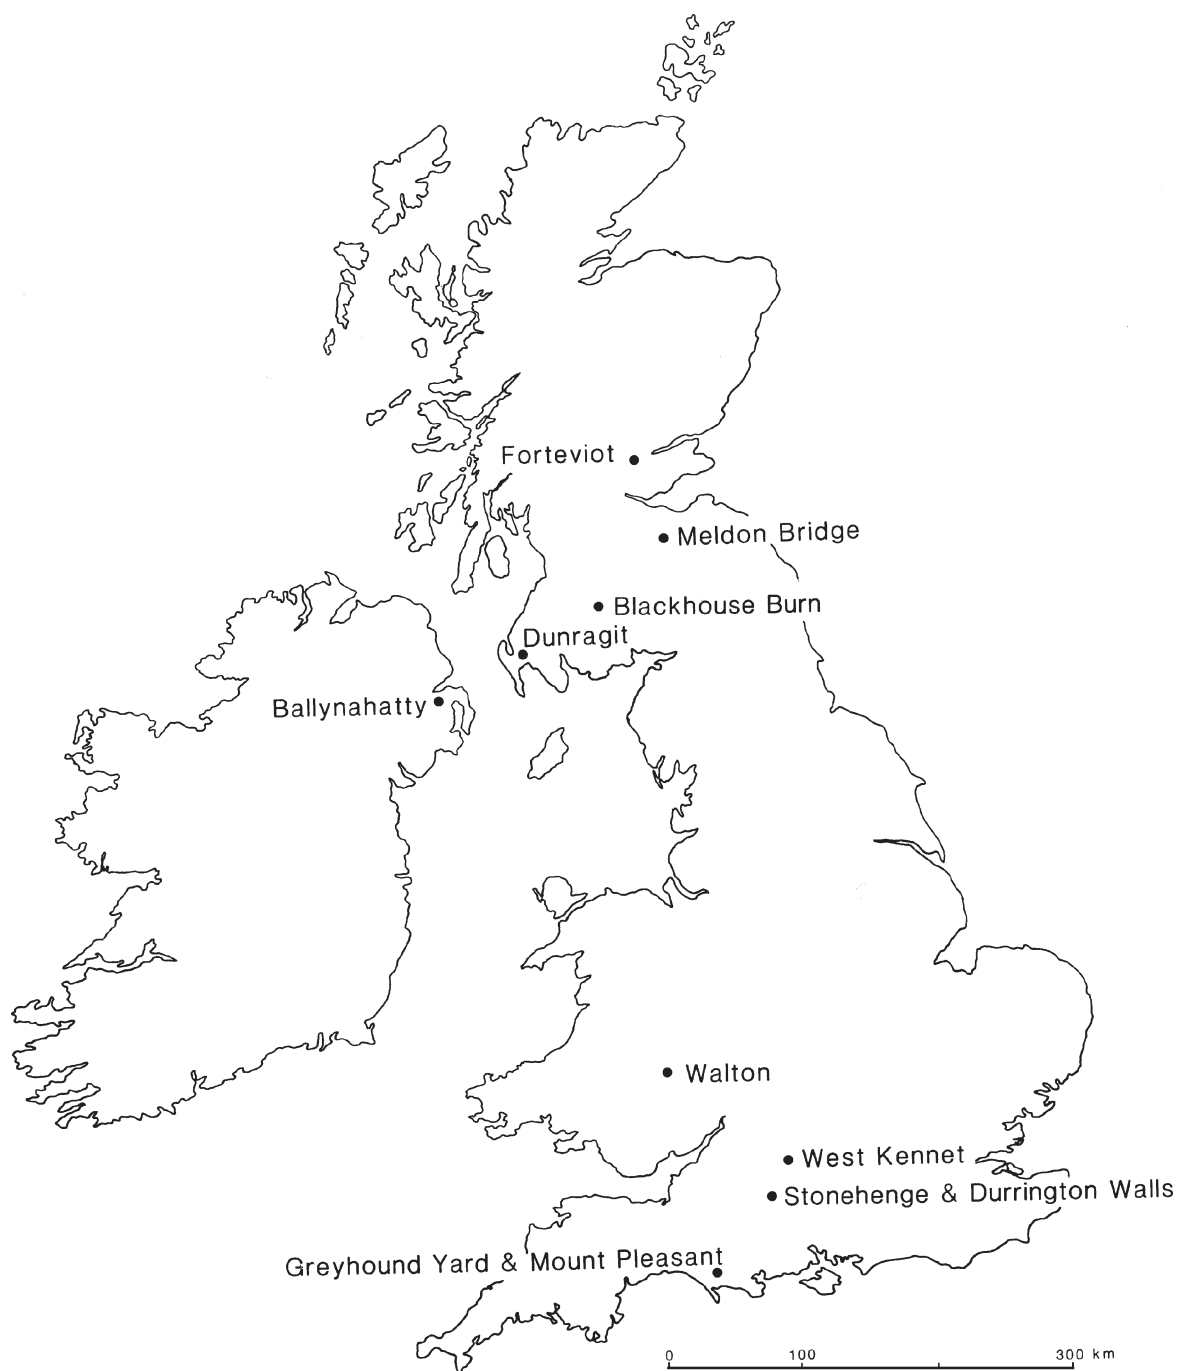 Forteviot
Meldon Bridge
Blackhouse Burn
Dunragit
Ballynahatty
Walton
West Kennet
Stonehenge & Durrington Walls
Greyhound Yard & Mount Pleasant
0 100 300 km